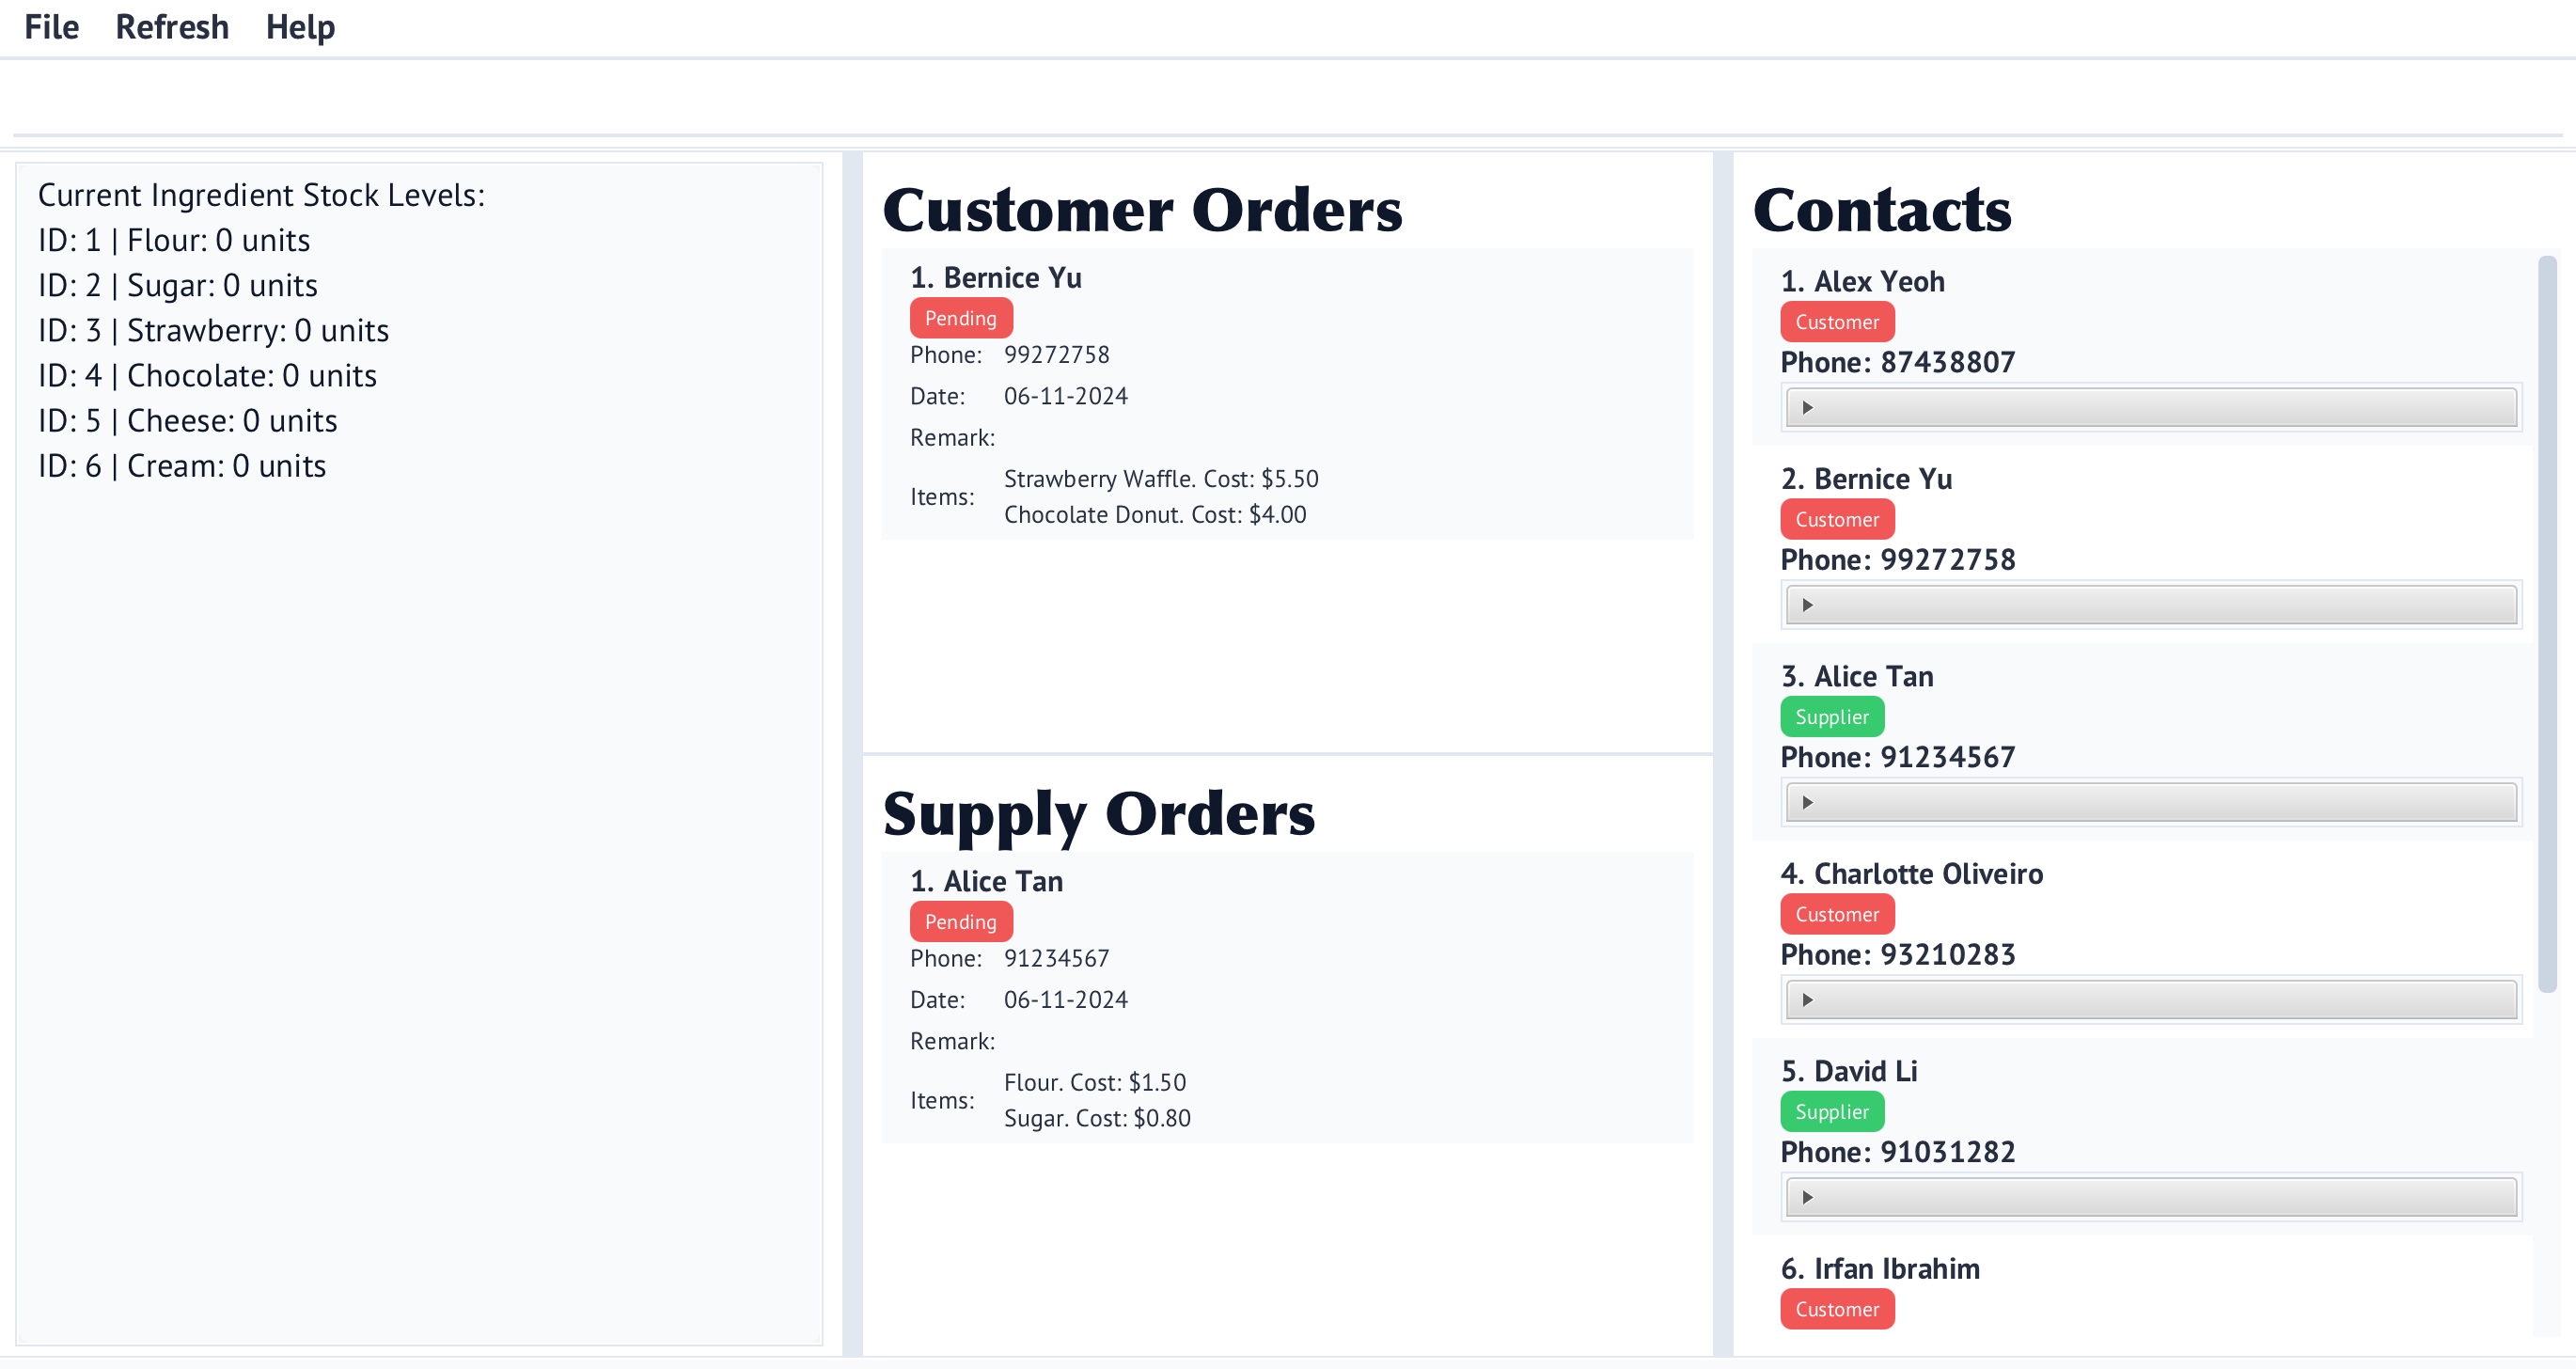 File Refresh Help
Current Ingredient Stock Levels:
ID: 1 | Flour: 0 units
ID: 2 | Sugar: 0 units
ID: 3 | Strawberry: 0 units
ID: 4 | Chocolate: 0 units
ID: 5 | Cheese: 0 units
ID: 6 | Cream: 0 units
Customer Orders
1. Bernice Yu
Pending
Phone: 99272758
Date: 06-11-2024
Remark:
Items: Strawberry Waffle. Cost: $5.50
Chocolate Donut. Cost: $4.00
Supply Orders
1. Alice Tan
Pending
Phone: 91234567
Date: 06-11-2024
Remark:
Items: Flour. Cost: $1.50
Sugar. Cost: $0.80
Contacts
1. Alex Yeoh
Customer
Phone: 87438807
2. Bernice Yu
Customer
Phone: 99272758
3. Alice Tan
Supplier
Phone: 91234567
4. Charlotte Oliveiro
Customer
Phone: 93210283
5. David Li
Supplier
Phone: 91031282
6. Irfan Ibrahim
Customer